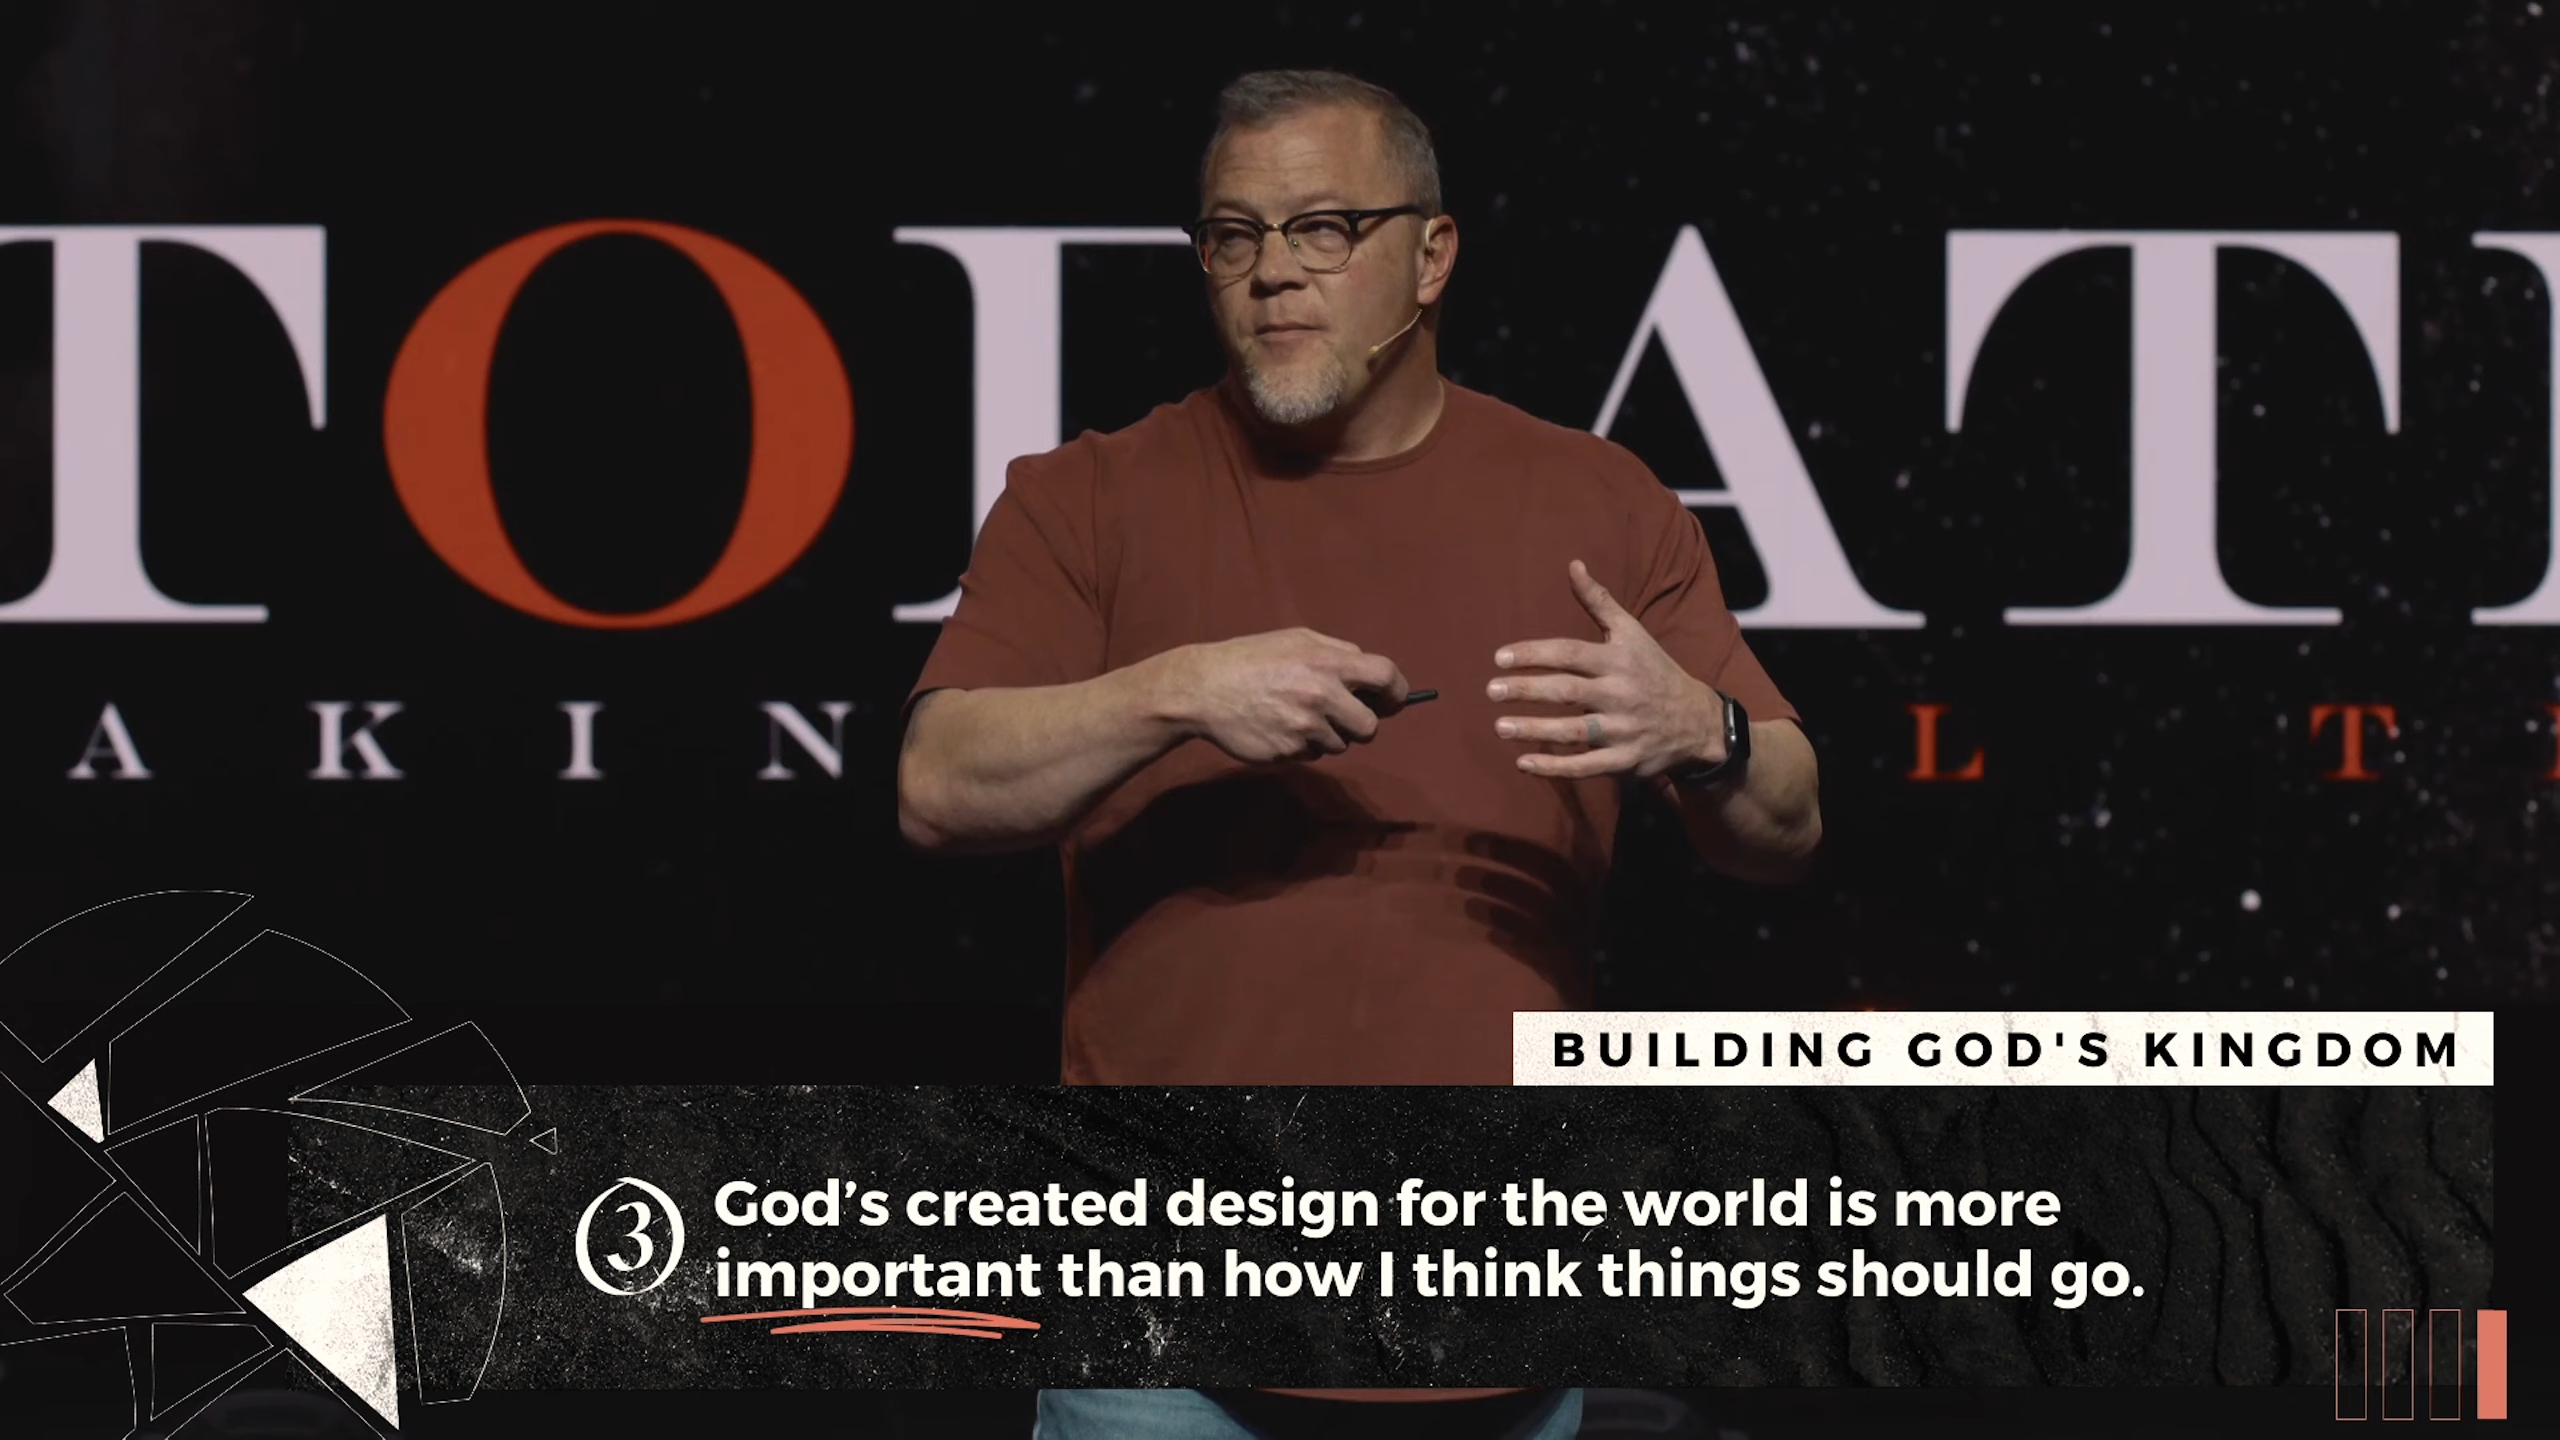 A K I N
L T
BUILDING GOD'S KINGDOM
3 God’s created design for the world is more
important than how I think things should go.